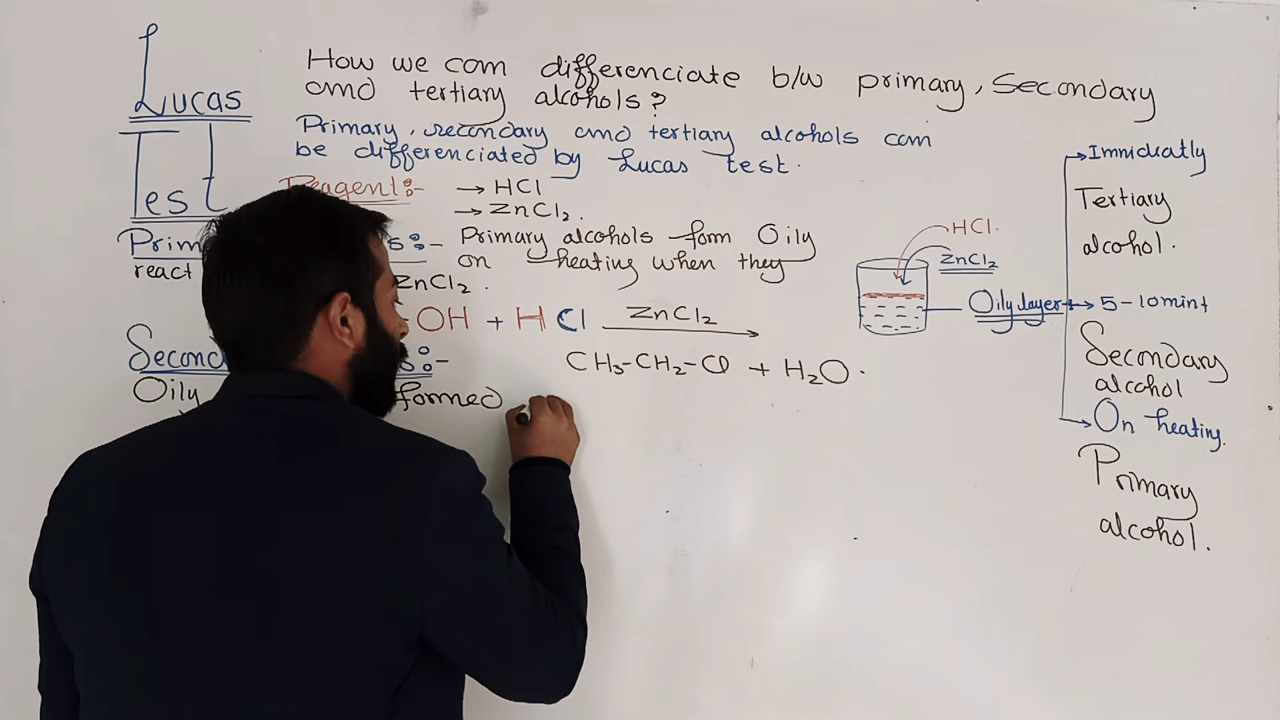 Lucas
Test
How we can differenciate b/w primary, Secondary
and tertiary alcohols?
Primary, secondary and tertiary alcohols can
be differenciated by Lucas test.
Reagent:- → HCl
→ ZnCl₂.
Prim s:- Primary alcohols form Oily
react on heating when they
ZnCl₂.
OH + HCl ZnCl₂ →
CH₃-CH₂-Cl + H₂O.
Second s:-
Oily formed
HCl.
ZnCl₂
Oily layer
→ Immidiatly
Tertiary
alcohol.
→ 5-10mint
Secondary
alcohol
→ On heating.
Primary
alcohol.